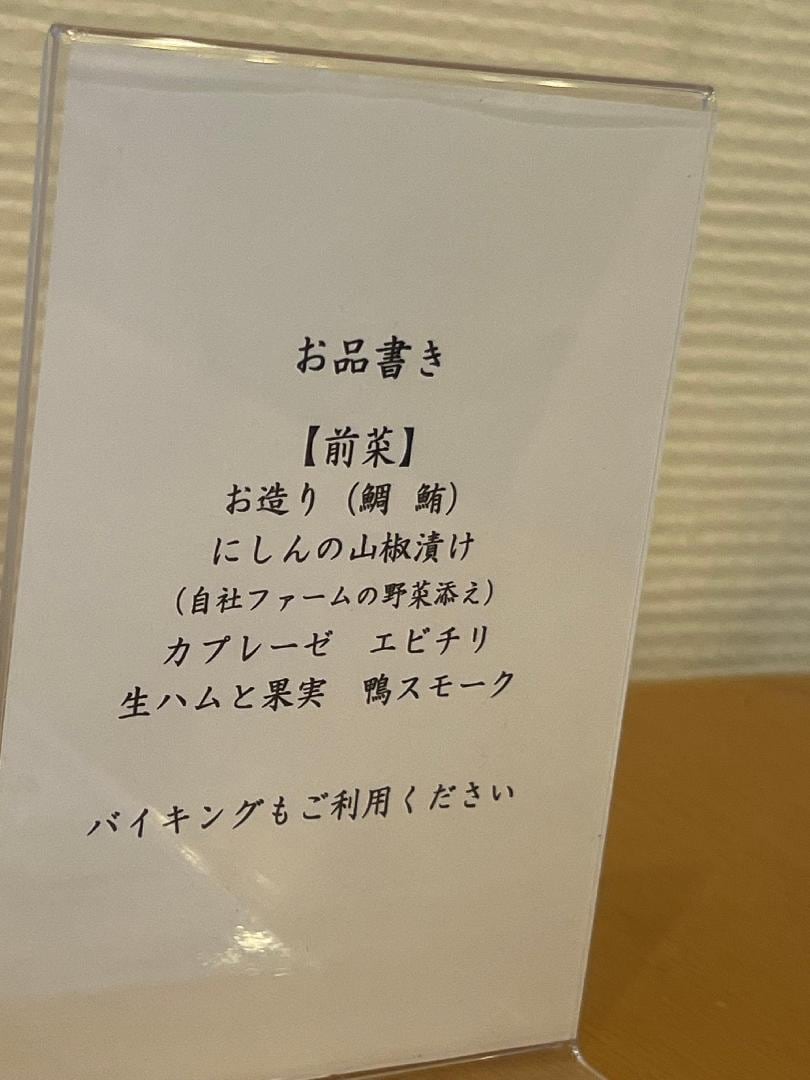 お品書き
【前菜】
お造り（鯛　鮪）
にしんの山椒漬け
（自社ファームの野菜添え）
カプレーゼ　エビチリ
生ハムと果実　鴨スモーク
バイキングもご利用ください